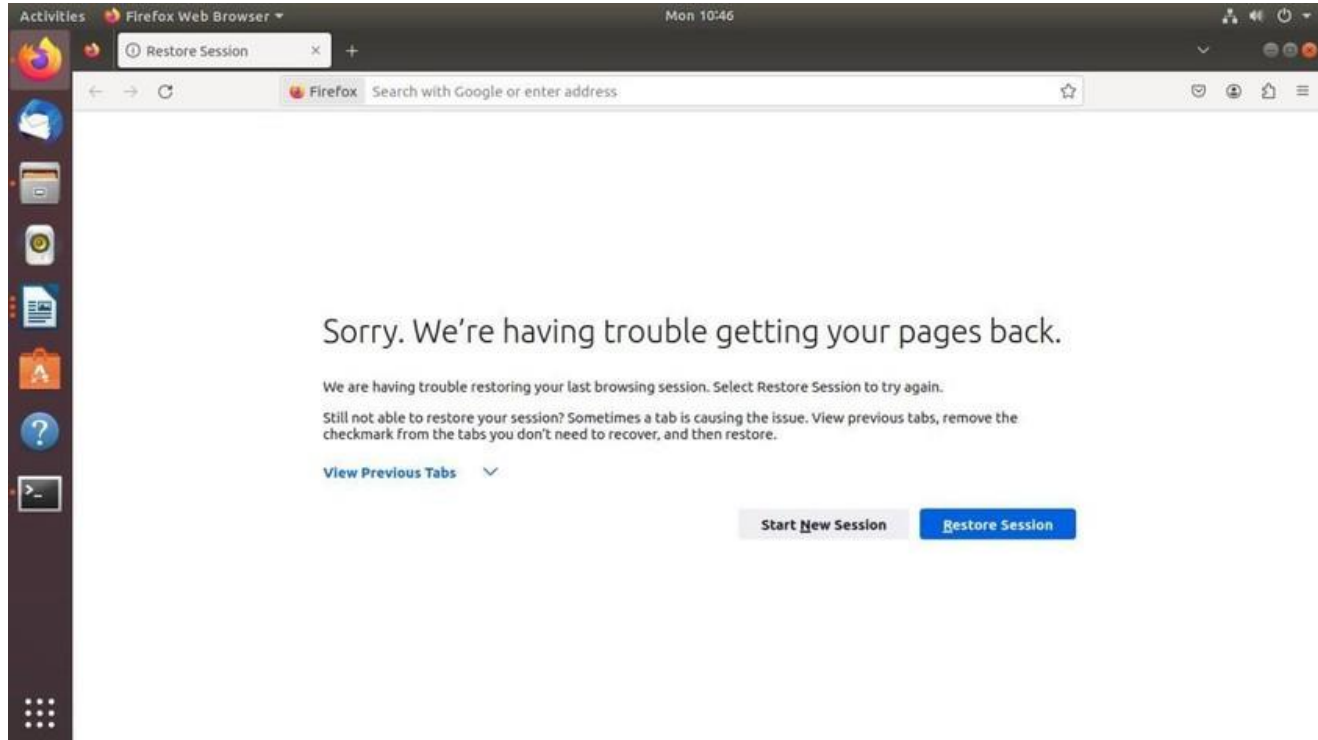 Activities Firefox Web Browser Mon 10:46
Restore Session
Firefox Search with Google or enter address
Sorry. We’re having trouble getting your pages back.
We are having trouble restoring your last browsing session. Select Restore Session to try again.
Still not able to restore your session? Sometimes a tab is causing the issue. View previous tabs, remove the
checkmark from the tabs you don’t need to recover, and then restore.
View Previous Tabs
Start New Session Restore Session